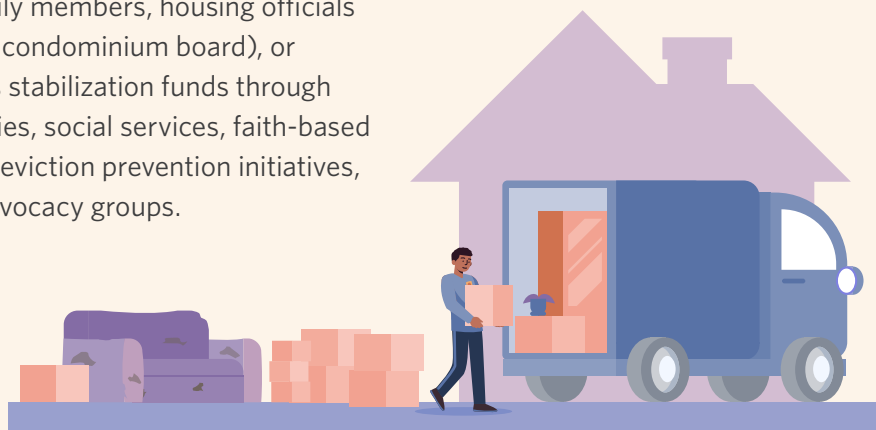 ily members, housing officials
condominium board), or
stabilization funds through
ies, social services, faith-based
eviction prevention initiatives,
vocacy groups.